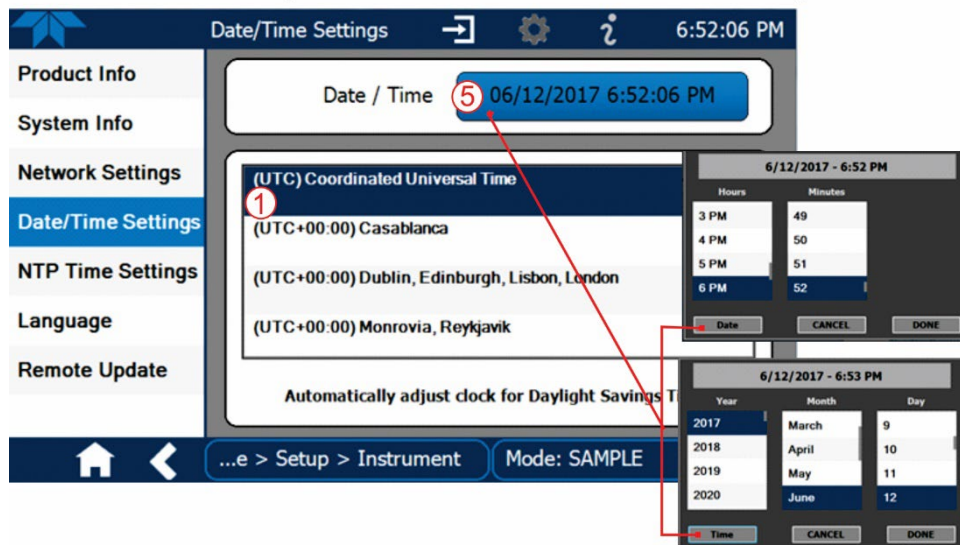 Date/Time Settings
6:52:06 PM
Product Info
System Info
Network Settings
Date/Time Settings
NTP Time Settings
Language
Remote Update
Date / Time
5
06/12/2017 6:52:06 PM
(UTC) Coordinated Universal Time
1
(UTC+00:00) Casablanca
(UTC+00:00) Dublin, Edinburgh, Lisbon, London
(UTC+00:00) Monrovia, Reykjavik
Automatically adjust clock for Daylight Savings
...e > Setup > Instrument
Mode: SAMPLE
6/12/2017 - 6:52 PM
Hours Minutes
3 PM 49
4 PM 50
5 PM 51
6 PM 52
Date CANCEL DONE
6/12/2017 - 6:53 PM
Year Month Day
2017 March 9
2018 April 10
2019 May 11
2020 June 12
Time CANCEL DONE